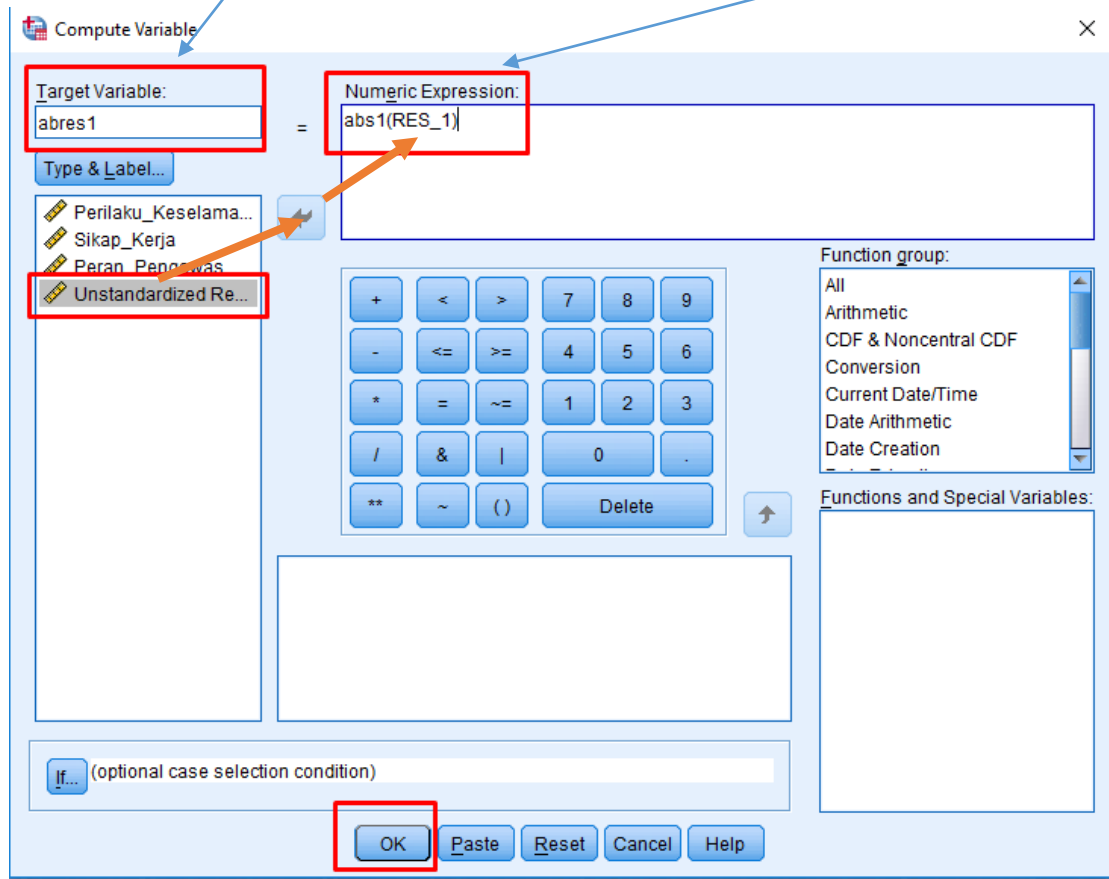 Compute Variable
Target Variable:
abres1
=
Numeric Expression:
abs1(RES_1)
Type & Label...
Perilaku_Keselama...
Sikap_Kerja
Peran_Pengawas
Unstandardized Re...
+ < > 7 8 9
- <= >= 4 5 6
* = ~= 1 2 3
/ & | 0 .
** ~ ( ) Delete
Function group:
All
Arithmetic
CDF & Noncentral CDF
Conversion
Current Date/Time
Date Arithmetic
Date Creation
Functions and Special Variables:
If... (optional case selection condition)
OK Paste Reset Cancel Help